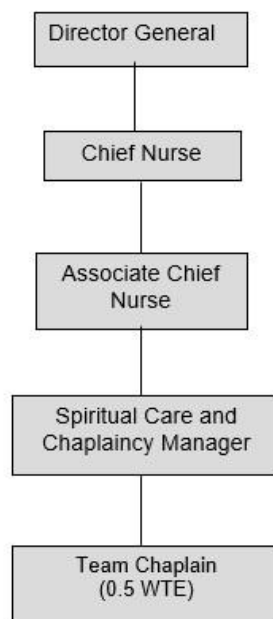 Director General
Chief Nurse
Associate Chief
Nurse
Spiritual Care and
Chaplaincy Manager
Team Chaplain
(0.5 WTE)